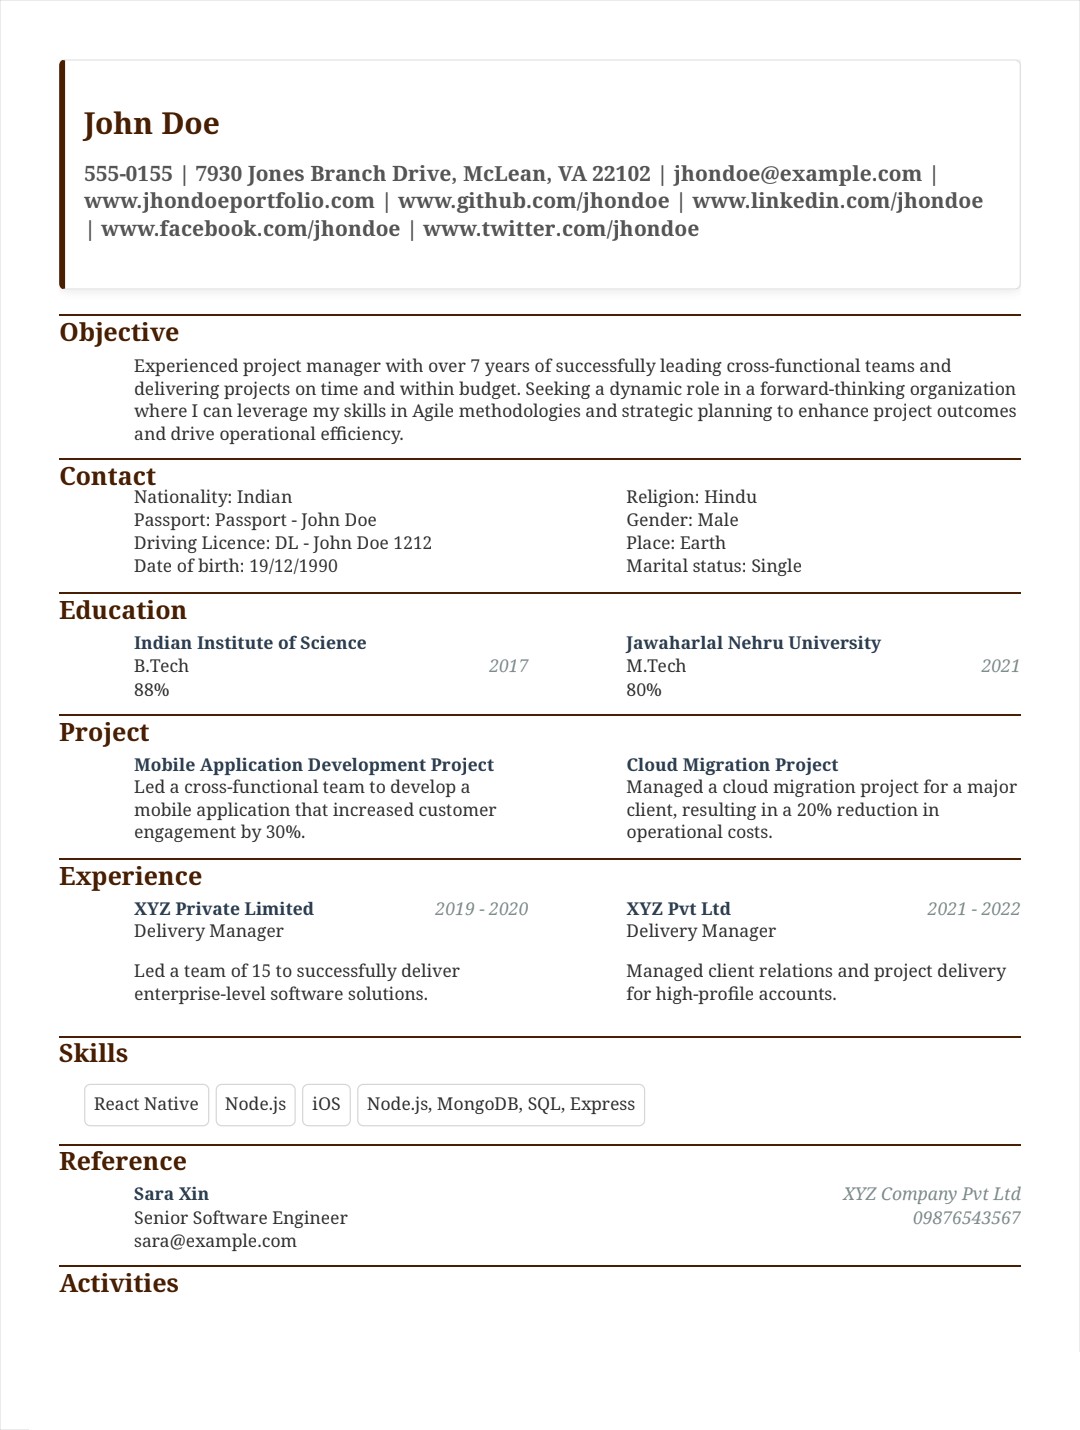 John Doe
555-0155 | 7930 Jones Branch Drive, McLean, VA 22102 | jhondoe@example.com |
www.jhondoeportfolio.com | www.github.com/jhondoe | www.linkedin.com/jhondoe
| www.facebook.com/jhondoe | www.twitter.com/jhondoe
Objective
Experienced project manager with over 7 years of successfully leading cross-functional teams and
delivering projects on time and within budget. Seeking a dynamic role in a forward-thinking organization
where I can leverage my skills in Agile methodologies and strategic planning to enhance project outcomes
and drive operational efficiency.
Contact
Nationality: Indian
Passport: Passport - John Doe
Driving Licence: DL - John Doe 1212
Date of birth: 19/12/1990
Religion: Hindu
Gender: Male
Place: Earth
Marital status: Single
Education
Indian Institute of Science
B.Tech 2017
88%
Jawaharlal Nehru University
M.Tech 2021
80%
Project
Mobile Application Development Project
Led a cross-functional team to develop a
mobile application that increased customer
engagement by 30%.
Cloud Migration Project
Managed a cloud migration project for a major
client, resulting in a 20% reduction in
operational costs.
Experience
XYZ Private Limited 2019 - 2020
Delivery Manager
Led a team of 15 to successfully deliver
enterprise-level software solutions.
XYZ Pvt Ltd 2021 - 2022
Delivery Manager
Managed client relations and project delivery
for high-profile accounts.
Skills
React Native Node.js iOS Node.js, MongoDB, SQL, Express
Reference
Sara Xin XYZ Company Pvt Ltd
Senior Software Engineer 09876543567
sara@example.com
Activities